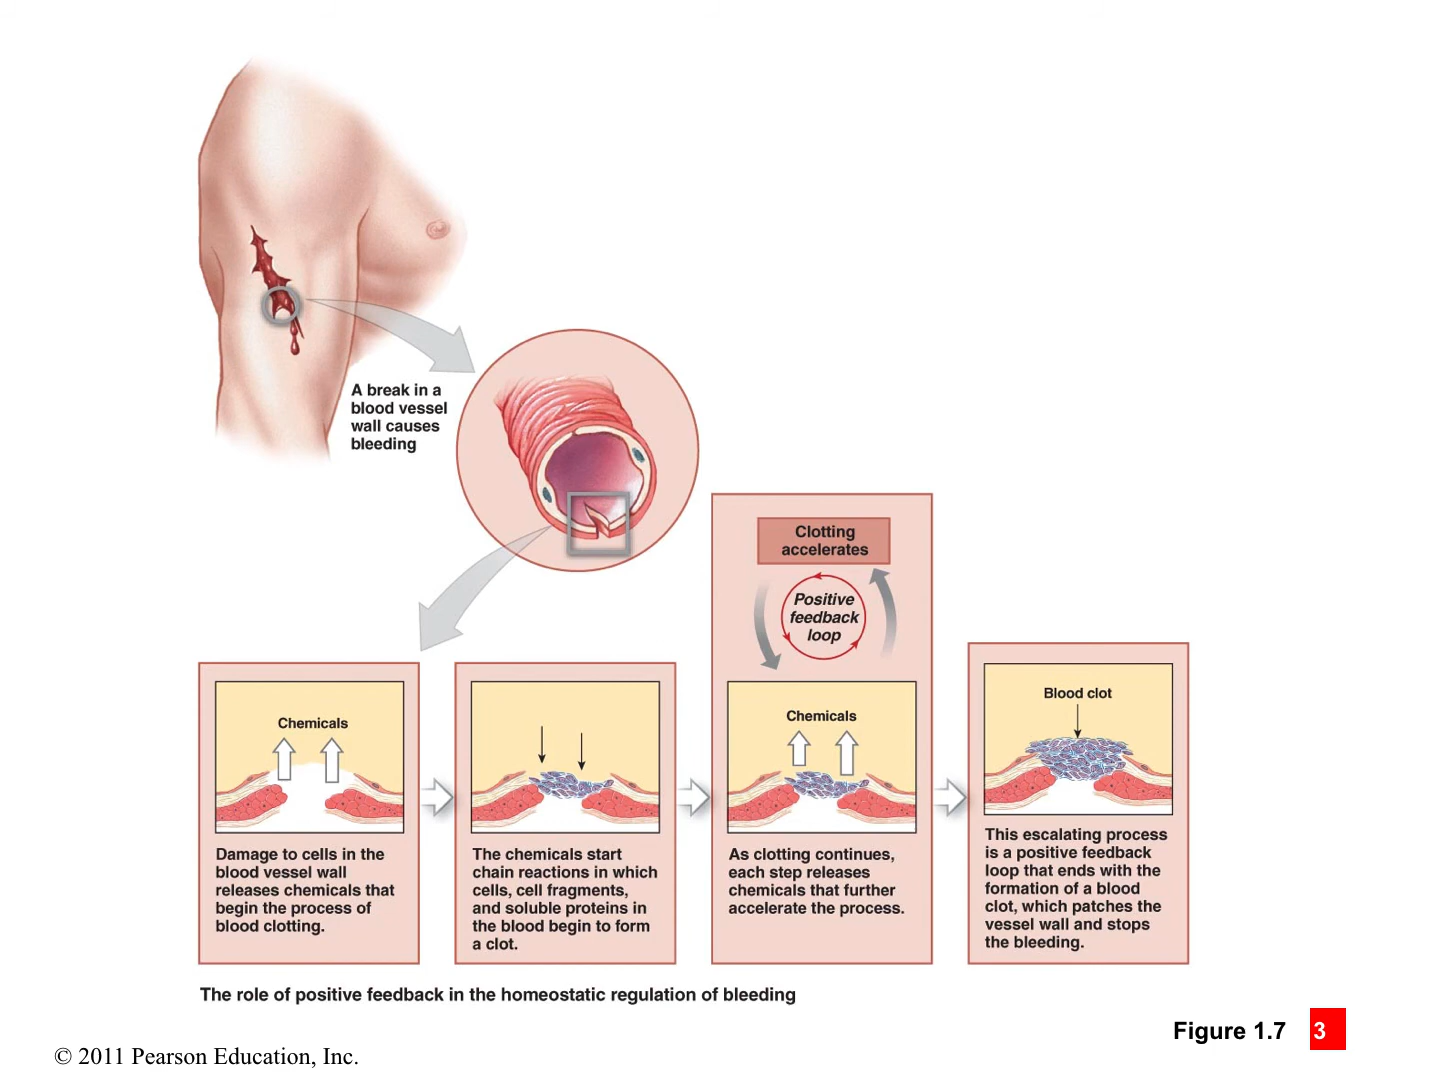 A break in a
blood vessel
wall causes
bleeding
Clotting
accelerates
Positive
feedback
loop
Chemicals
Damage to cells in the
blood vessel wall
releases chemicals that
begin the process of
blood clotting.
The chemicals start
chain reactions in which
cells, cell fragments,
and soluble proteins in
the blood begin to form
a clot.
Chemicals
As clotting continues,
each step releases
chemicals that further
accelerate the process.
Blood clot
This escalating process
is a positive feedback
loop that ends with the
formation of a blood
clot, which patches the
vessel wall and stops
the bleeding.
The role of positive feedback in the homeostatic regulation of bleeding
Figure 1.7 3
© 2011 Pearson Education, Inc.